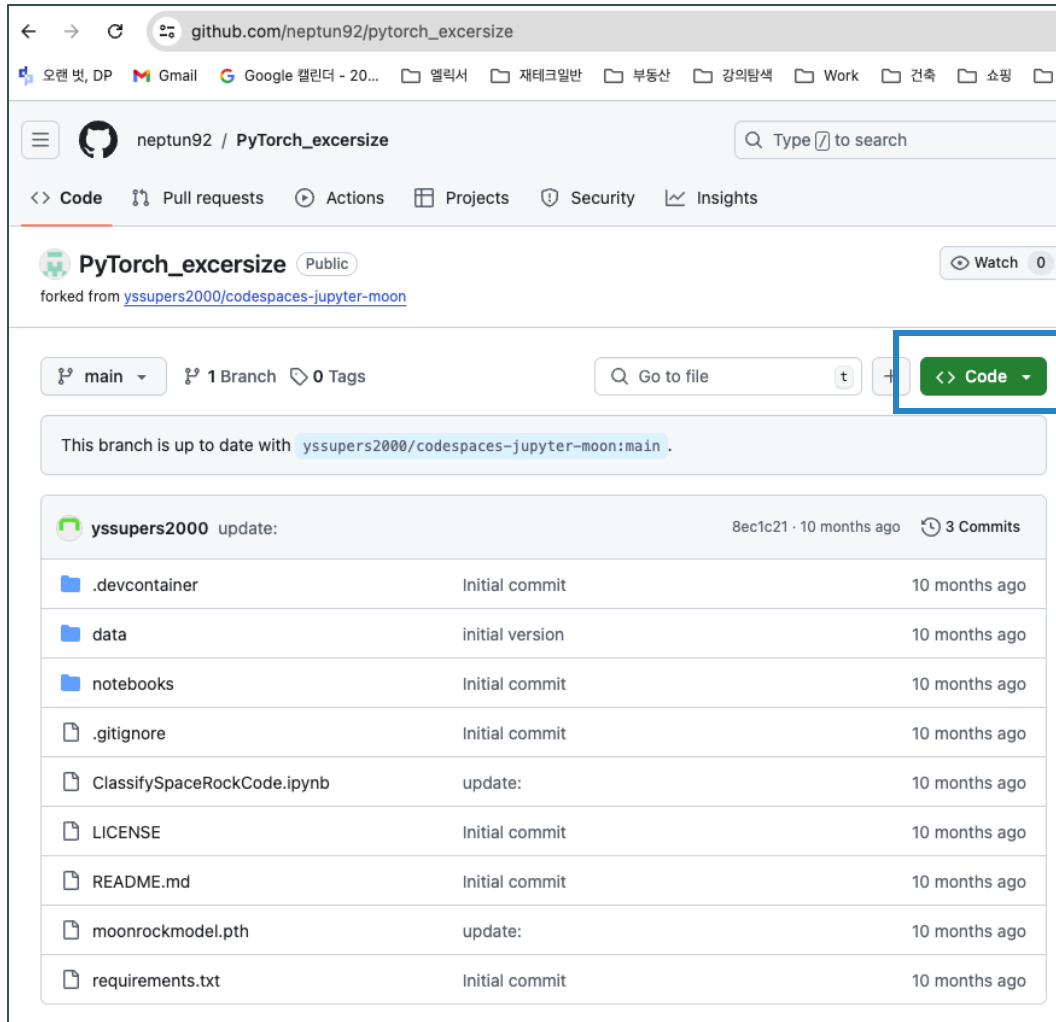 github.com/neptun92/pytorch_excersize
오랜 벗, DP Gmail Google 캘린더 - 20... 엘릭서 재테크일반 부동산 강의탐색 Work 건축 쇼핑
neptun92 / PyTorch_excersize Type / to search
Code Pull requests Actions Projects Security Insights
PyTorch_excersize Public Watch 0
forked from yssupers2000/codespaces-jupyter-moon
main 1 Branch 0 Tags Go to file t + Code
This branch is up to date with yssupers2000/codespaces-jupyter-moon:main .
yssupers2000 update: 8ec1c21 · 10 months ago 3 Commits
.devcontainer Initial commit 10 months ago
data initial version 10 months ago
notebooks Initial commit 10 months ago
.gitignore Initial commit 10 months ago
ClassifySpaceRockCode.ipynb update: 10 months ago
LICENSE Initial commit 10 months ago
README.md Initial commit 10 months ago
moonrockmodel.pth update: 10 months ago
requirements.txt Initial commit 10 months ago